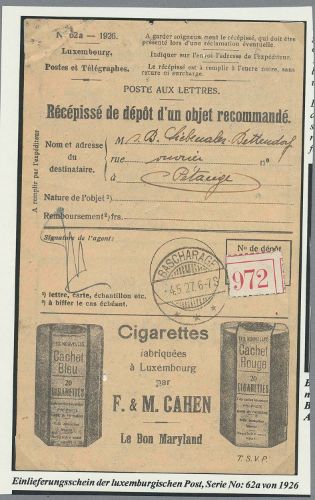 N° 62a — 1926.
Luxembourg.
Postes et Télégraphes.
A garder soigneusement le récépissé, qui doit être
présenté lors d'une réclamation éventuelle.
Indiquer sur l'envoi l'adresse de l'expéditeur.
Le récépissé est à remplir à l'encre noire, sans
rature ni surcharge.
POSTE AUX LETTRES.
Récépissé de dépôt d'un objet recommandé.
A remplir par l'expéditeur
Nom et adresse
du
destinataire.
M
rue ouvrier n°
à Pétange
Nature de l'objet¹)
Remboursement²) frs.
Signature de l'agent:
N° de dépôt
972
BASCHARAGE
-4.5 27. 6-7S
¹) lettre, carte, échantillon etc.
²) à biffer le cas échéant.
Cigarettes
fabriquées
à Luxembourg
par
F. & M. CAHEN
Le Bon Maryland
Cachet
Bleu
20
CIGARETTES
Cachet
Rouge
20
CIGARETTES
T. S. V. P.
Einlieferungsschein der luxemburgischen Post, Serie No: 62a von 1926